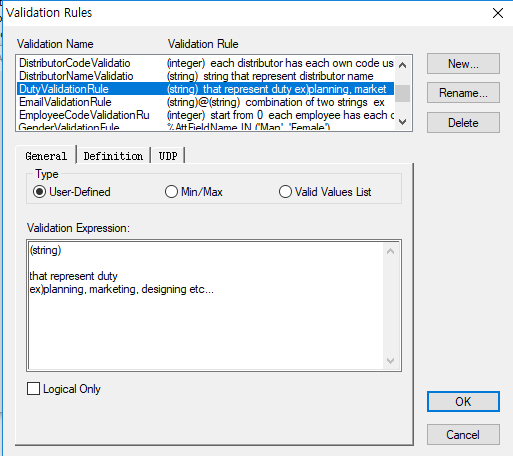 Validation Rules
Validation Name Validation Rule
DistributorCodeValidatio (integer) each distributor has each own code us
DistributorNameValidatio (string) string that represent distributor name
DutyValidationRule (string) that represent duty ex)planning, market
EmailValidationRule (string)@(string) combination of two strings ex
EmployeeCodeValidationRu (integer) start from 0 each employee has each c
GenderValidationRule %AttFieldName IN ('Man', 'Female')
New...
Rename...
Delete
General Definition UDP
Type
User-Defined Min/Max Valid Values List
Validation Expression:
(string)
that represent duty
ex)planning, marketing, designing etc...
Logical Only
OK
Cancel